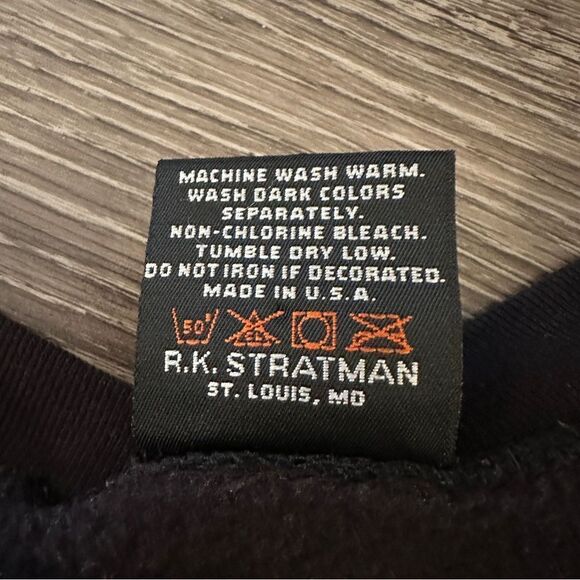 MACHINE WASH WARM.
WASH DARK COLORS
SEPARATELY.
NON-CHLORINE BLEACH.
TUMBLE DRY LOW.
DO NOT IRON IF DECORATED.
MADE IN U.S.A.
50° CL
R.K. STRATMAN
ST. LOUIS, MO